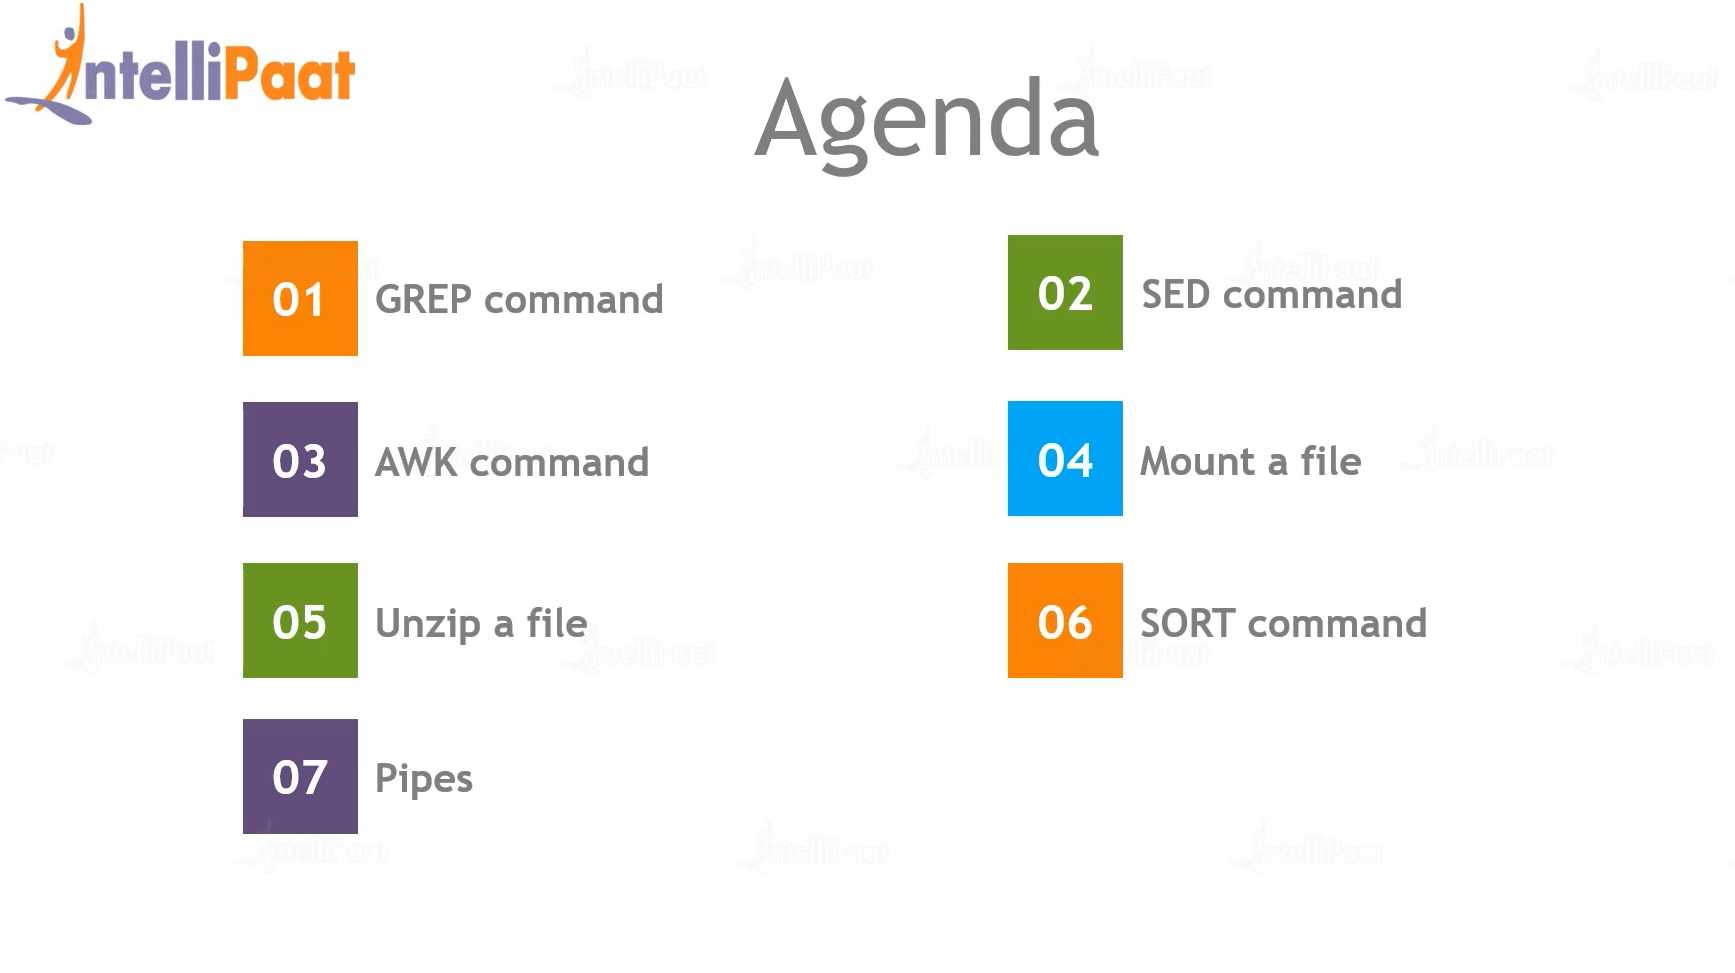 IntelliPaat
Agenda
01 GREP command
02 SED command
03 AWK command
04 Mount a file
05 Unzip a file
06 SORT command
07 Pipes